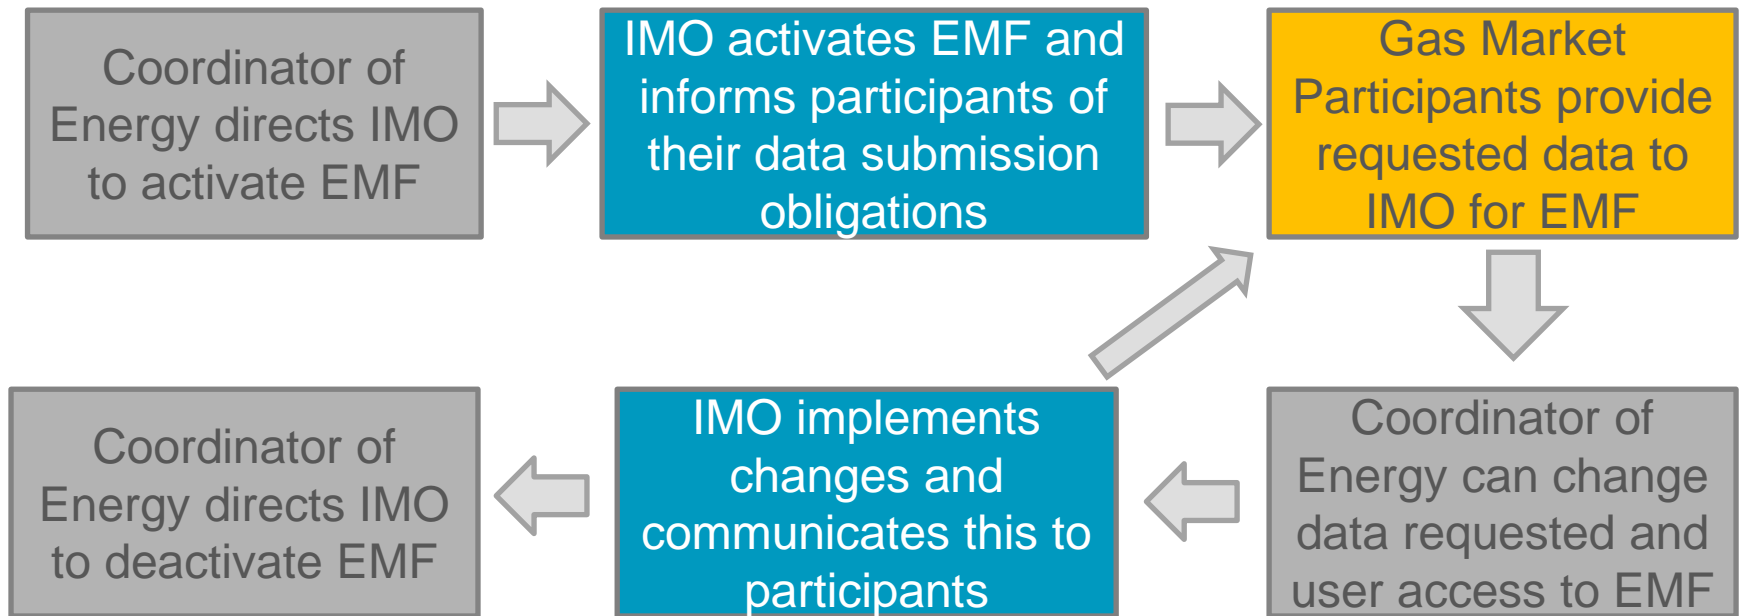 Coordinator of
Energy directs IMO
to activate EMF
IMO activates EMF and
informs participants of
their data submission
obligations
Gas Market
Participants provide
requested data to
IMO for EMF
Coordinator of
Energy can change
data requested and
user access to EMF
IMO implements
changes and
communicates this to
participants
Coordinator of
Energy directs IMO
to deactivate EMF